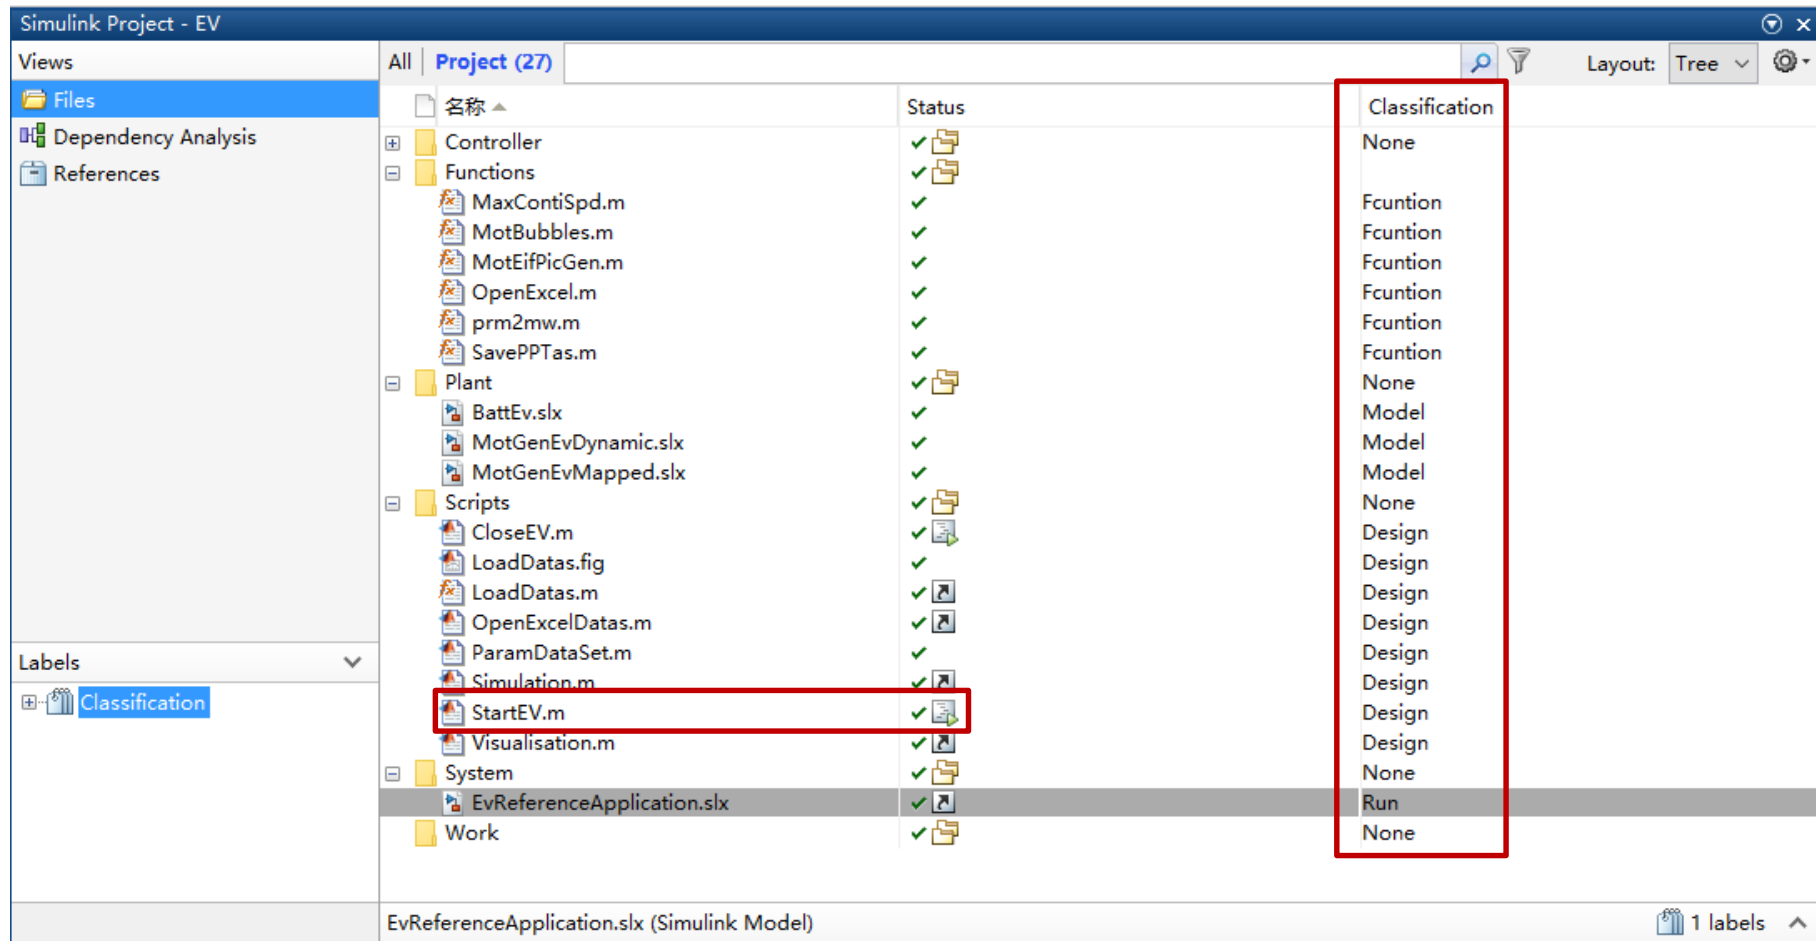 Simulink Project - EV
Views
All Project (27) Layout: Tree
Files
名称 Status Classification
Dependency Analysis
References
Controller None
Functions
MaxContiSpd.m Fcuntion
MotBubbles.m Fcuntion
MotEifPicGen.m Fcuntion
OpenExcel.m Fcuntion
prm2mw.m Fcuntion
SavePPTas.m Fcuntion
Plant None
BattEv.slx Model
MotGenEvDynamic.slx Model
MotGenEvMapped.slx Model
Scripts None
CloseEV.m Design
LoadDatas.fig Design
LoadDatas.m Design
OpenExcelDatas.m Design
ParamDataSet.m Design
Simulation.m Design
StartEV.m Design
Visualisation.m Design
System None
EvReferenceApplication.slx Run
Work None
Labels
Classification
EvReferenceApplication.slx (Simulink Model) 1 labels